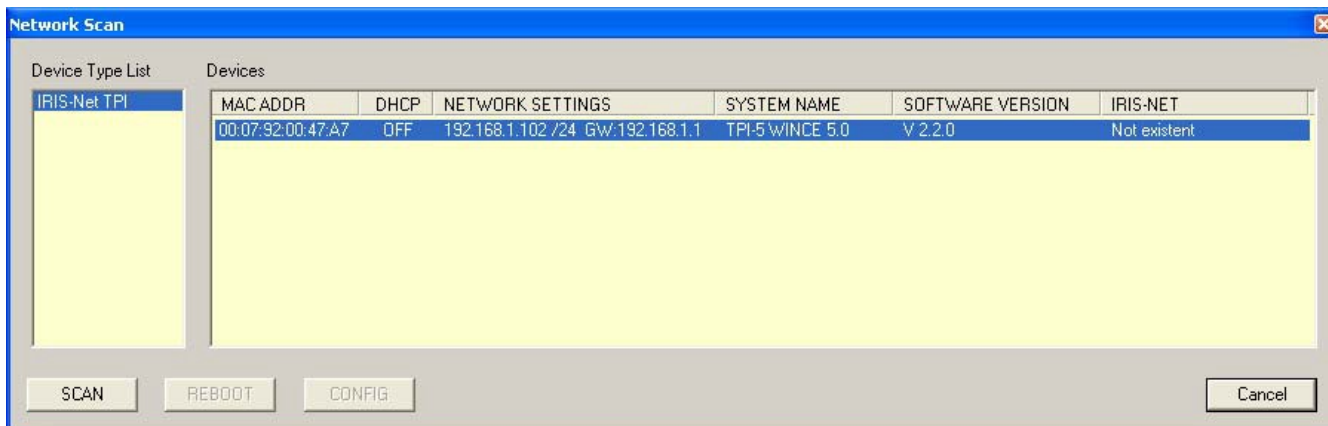 Network Scan
Device Type List Devices
IRIS-Net TPI
MAC ADDR DHCP NETWORK SETTINGS SYSTEM NAME SOFTWARE VERSION IRIS-NET
00:07:92:00:47:A7 OFF 192.168.1.102 /24 GW:192.168.1.1 TPI-5 WINCE 5.0 V 2.2.0 Not existent
SCAN REBOOT CONFIG Cancel